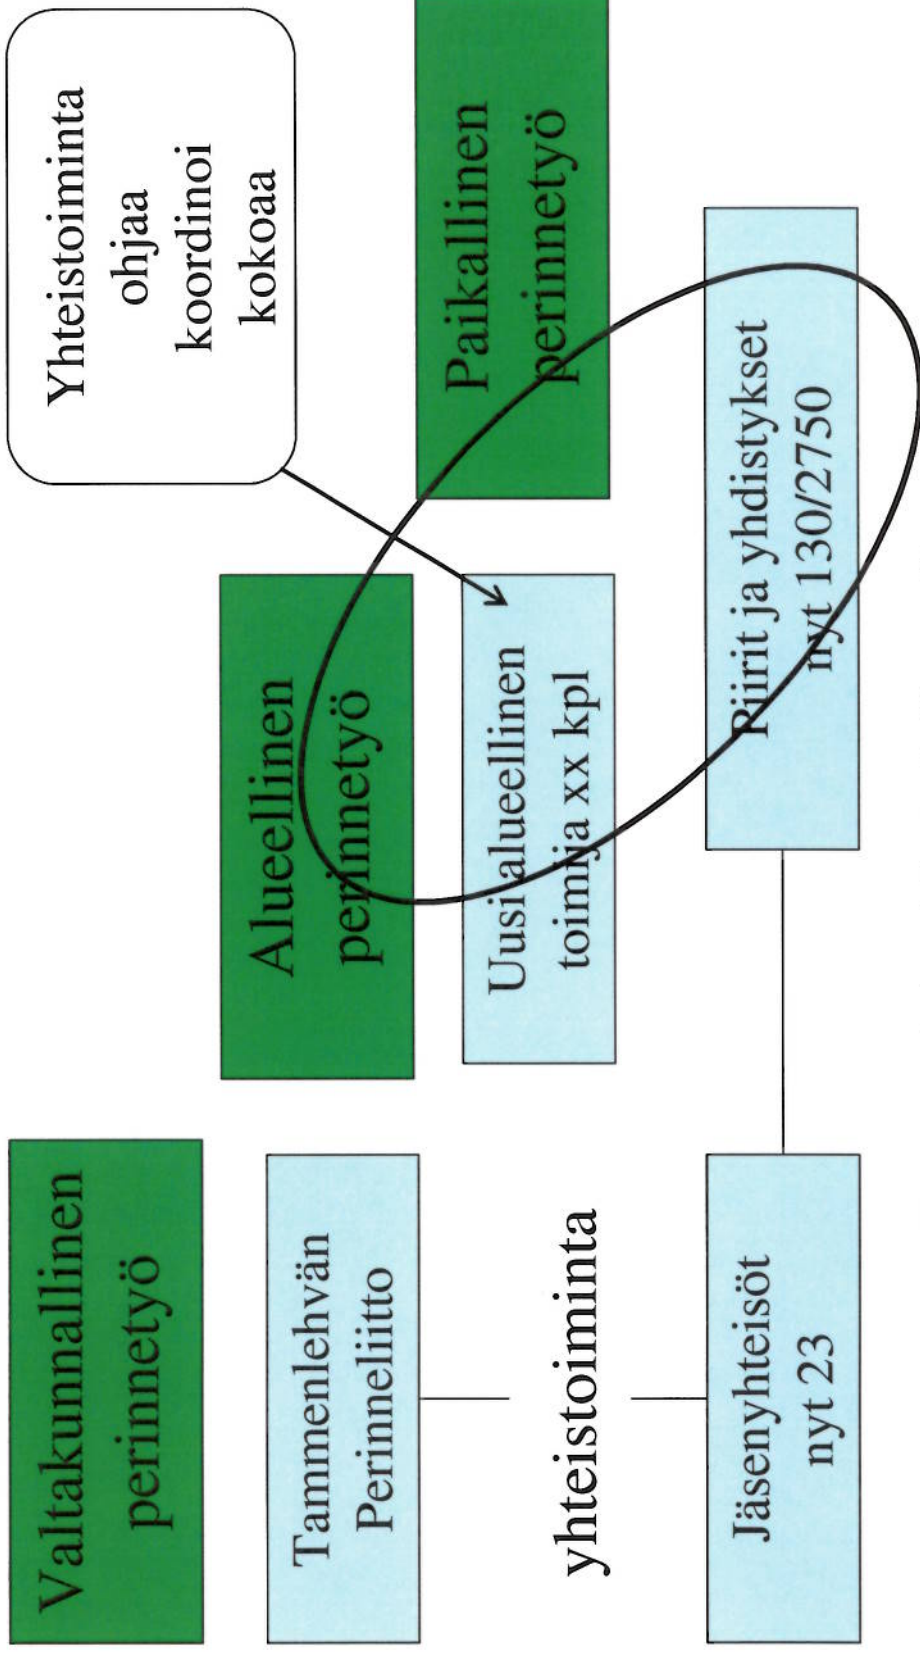 Valtakunnallinen
perinnetyö
Tammenlehvän
Perinneliitto
yhteistoiminta
Jäsenyhteisöt
nyt 23
Alueellinen
perinnetyö
Uusi alueellinen
toimija xx kpl
Yhteistoiminta
ohjaa
koordinoi
kokoaa
Paikallinen
perinnetyö
Piirit ja yhdistykset
nyt 130/2750